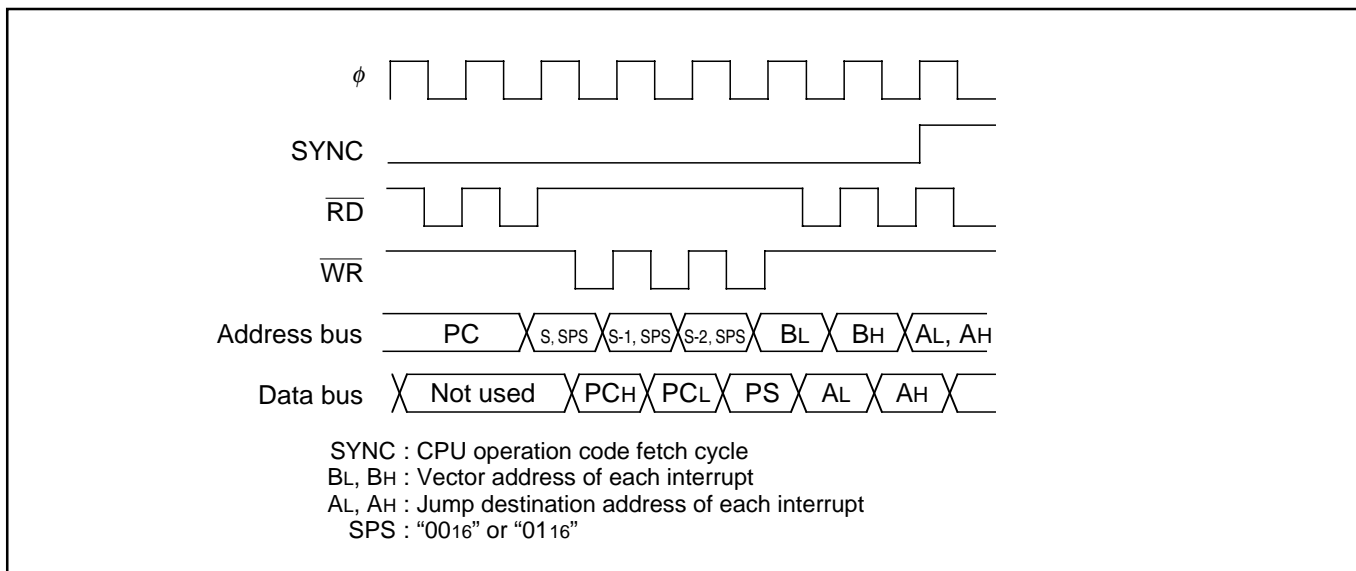 ϕ
SYNC
RD
WR
Address bus PC S, SPS S-1, SPS S-2, SPS BL BH AL, AH
Data bus Not used PCH PCL PS AL AH
SYNC : CPU operation code fetch cycle
BL, BH : Vector address of each interrupt
AL, AH : Jump destination address of each interrupt
SPS : “0016” or “0116”